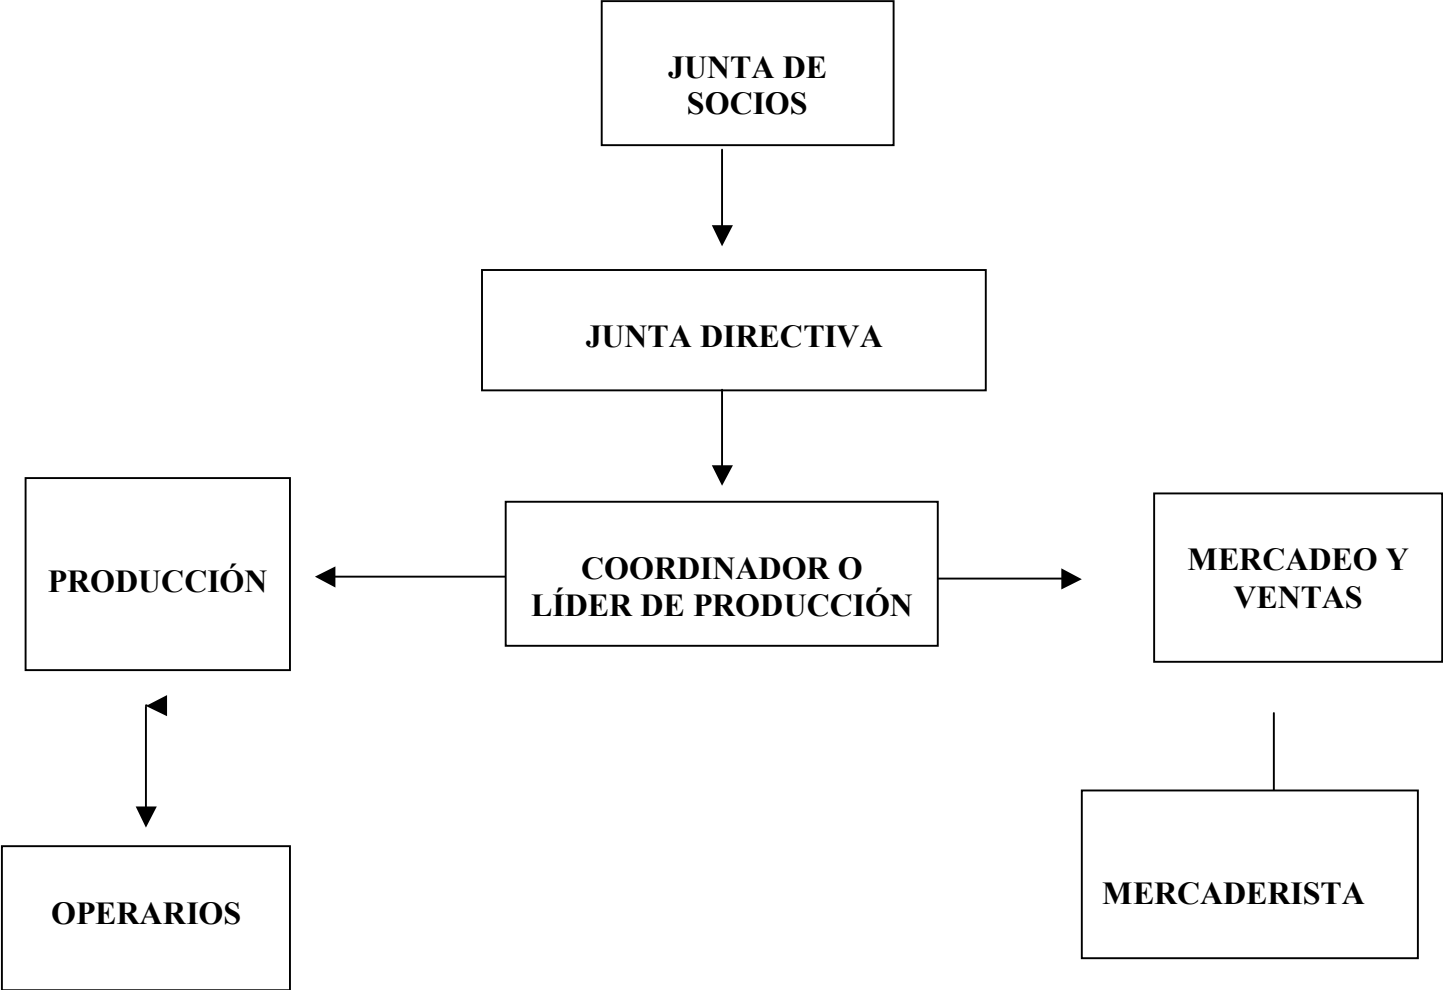 JUNTA DE
SOCIOS
JUNTA DIRECTIVA
PRODUCCIÓN
COORDINADOR O
LÍDER DE PRODUCCIÓN
MERCADEO Y
VENTAS
OPERARIOS
MERCADERISTA